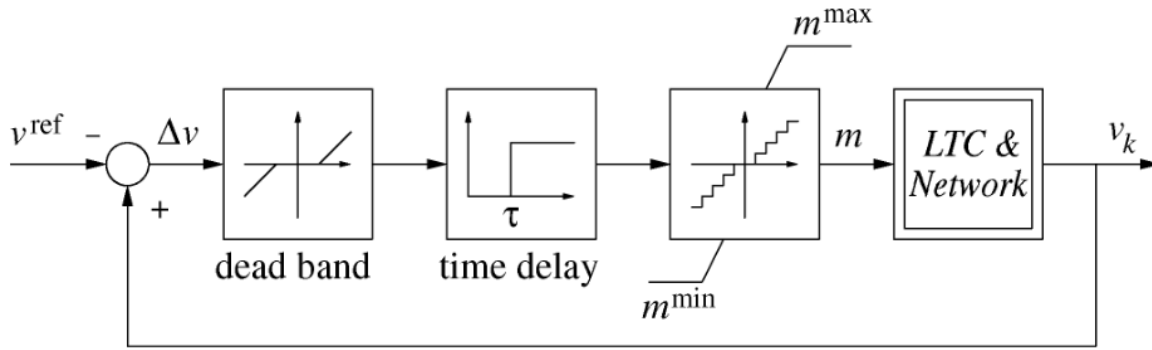 m^max
v^ref
−
Δv
+
dead band
τ
time delay
m^min
m
LTC &
Network
v_k